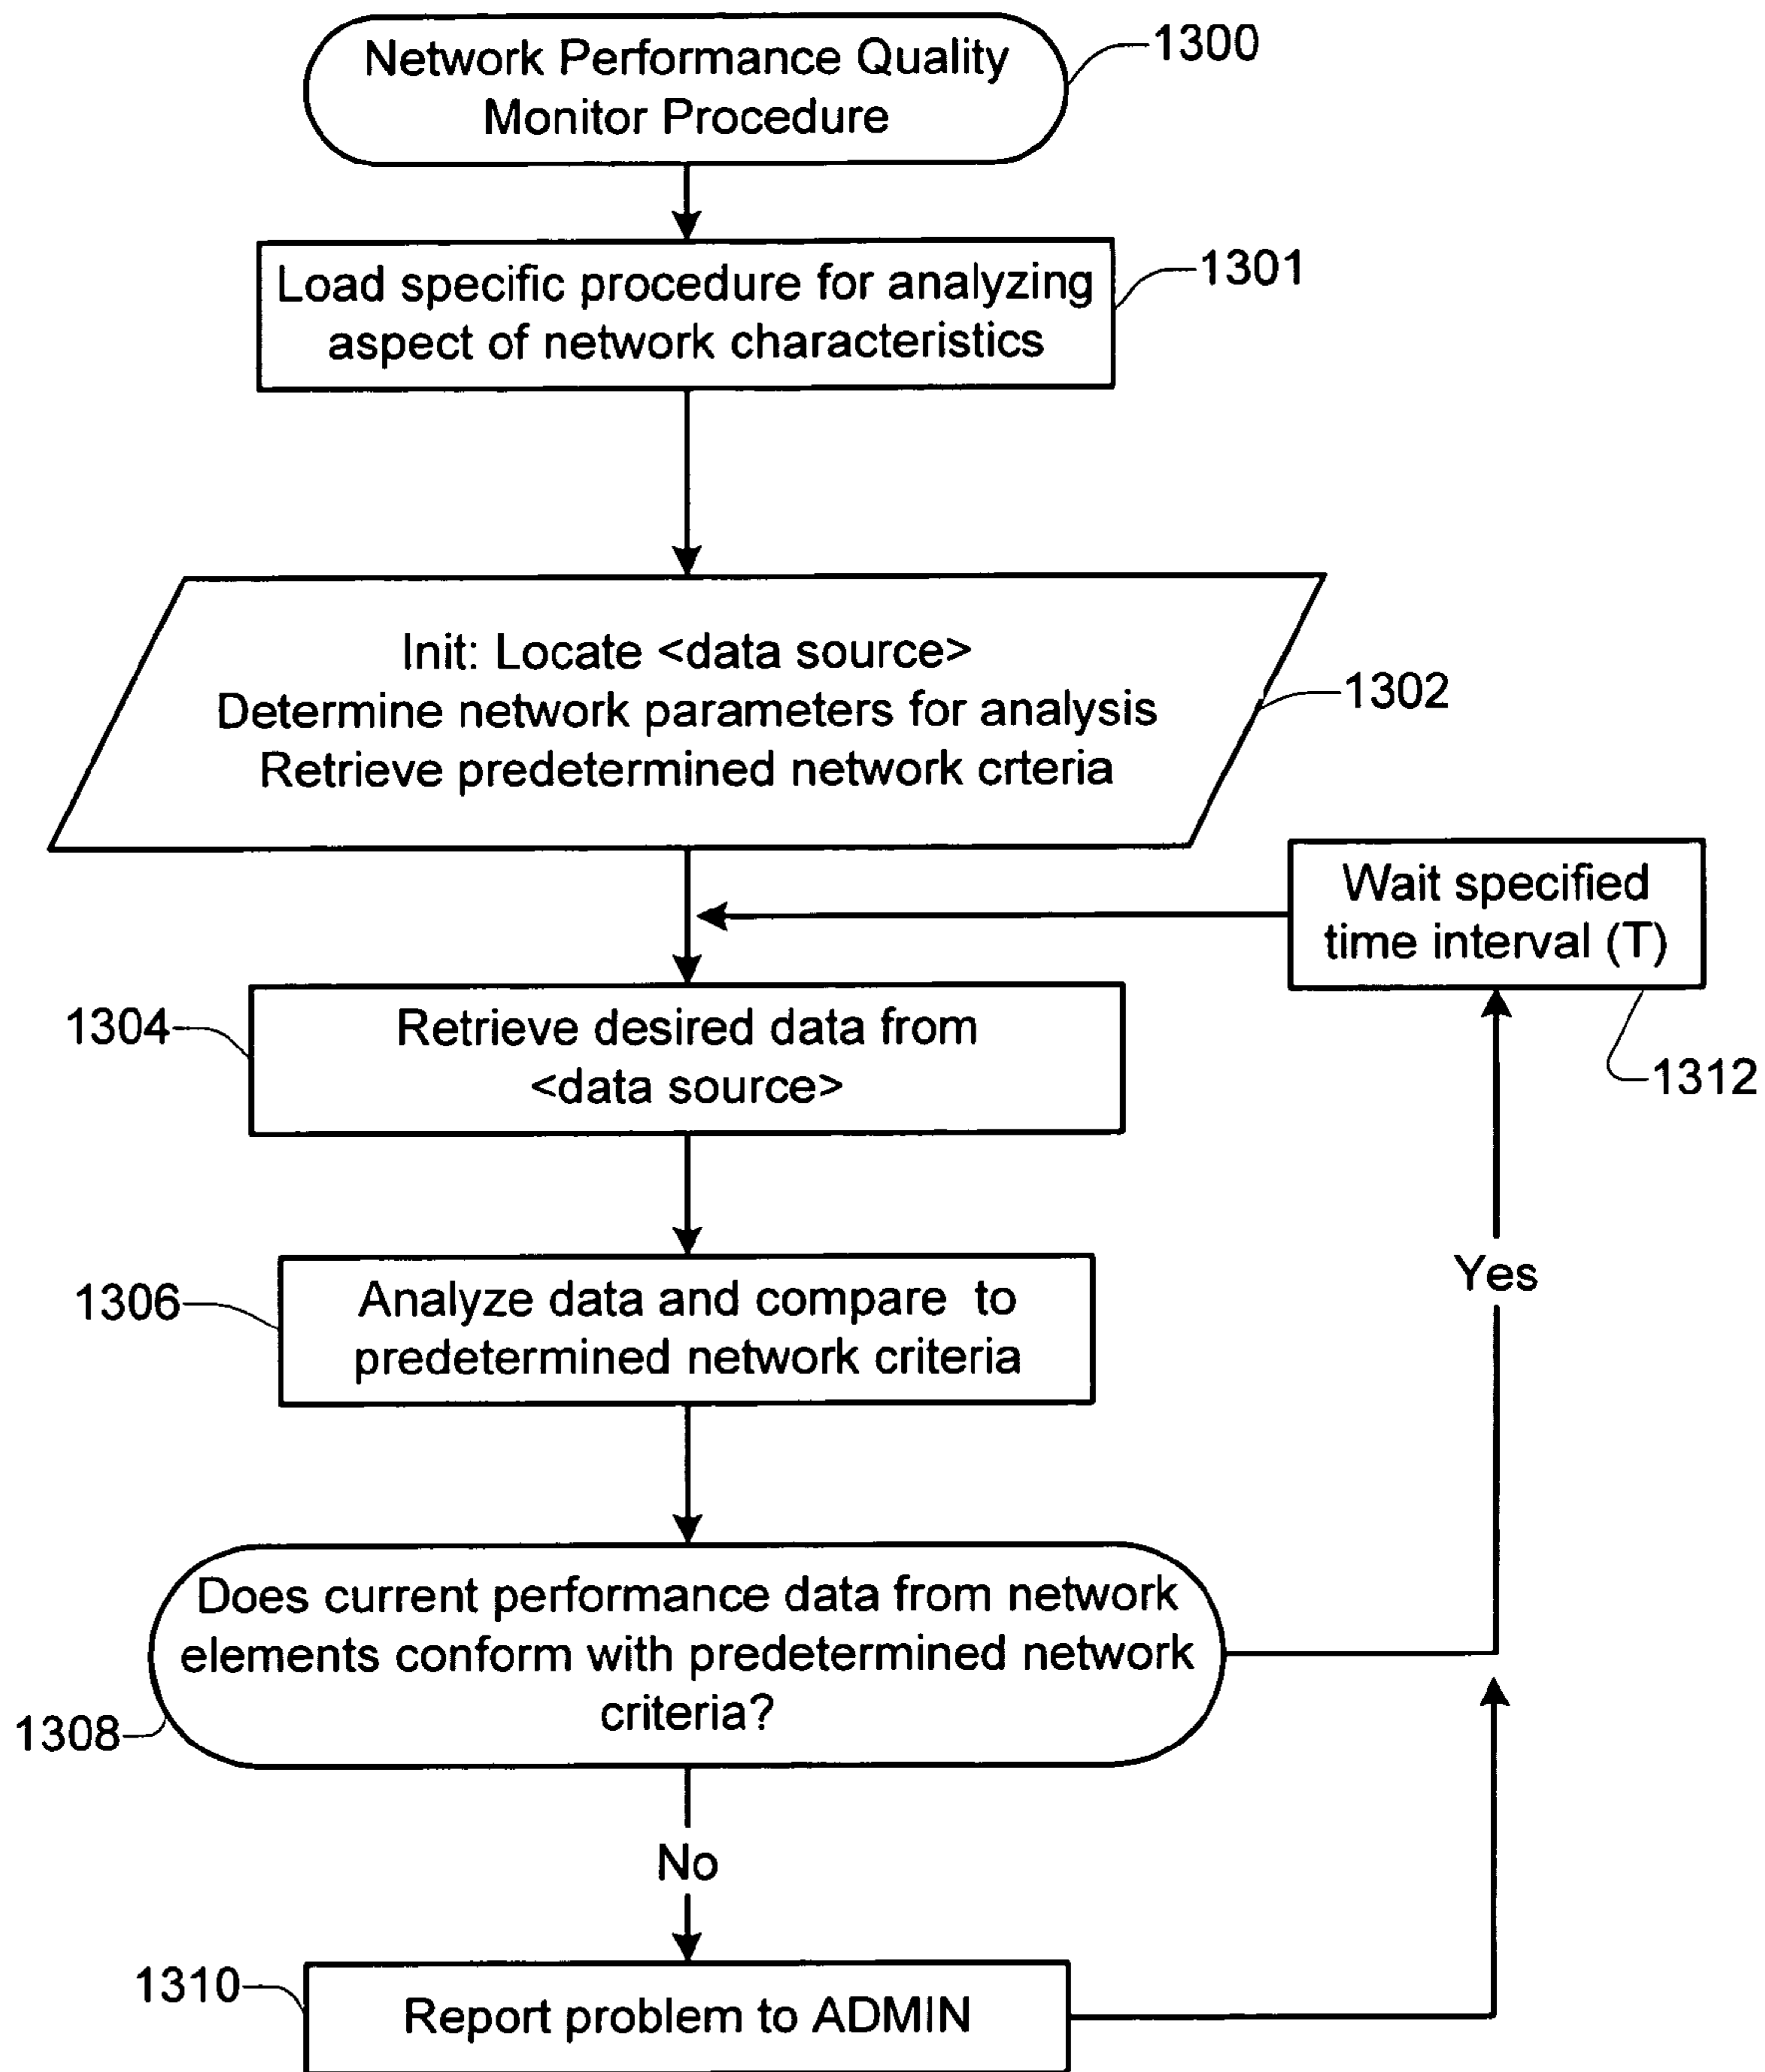 Network Performance Quality
Monitor Procedure
1300
Load specific procedure for analyzing
aspect of network characteristics
1301
Init: Locate <data source>
Determine network parameters for analysis
Retrieve predetermined network crteria
1302
Wait specified
time interval (T)
1312
1304
Retrieve desired data from
<data source>
1306
Analyze data and compare to
predetermined network criteria
Yes
Does current performance data from network
elements conform with predetermined network
criteria?
1308
No
1310
Report problem to ADMIN